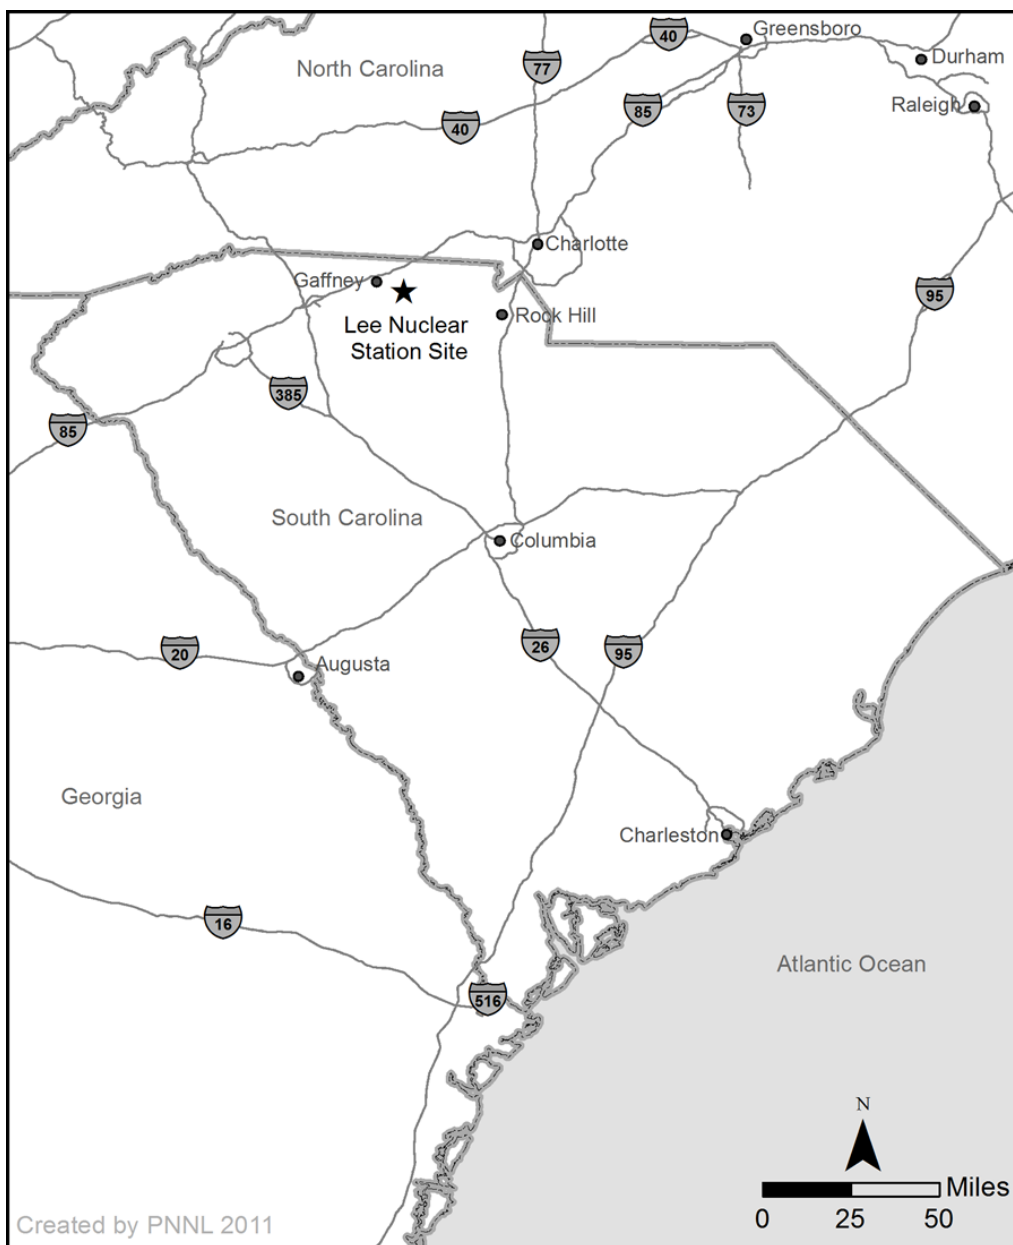 Greensboro
40
Durham
North Carolina
77
Raleigh
85
73
40
Charlotte
Gaffney
95
Rock Hill
Lee Nuclear
Station Site
385
85
South Carolina
Columbia
20
26
95
Augusta
Georgia
Charleston
16
Atlantic Ocean
516
N
Miles
0 25 50
Created by PNNL 2011